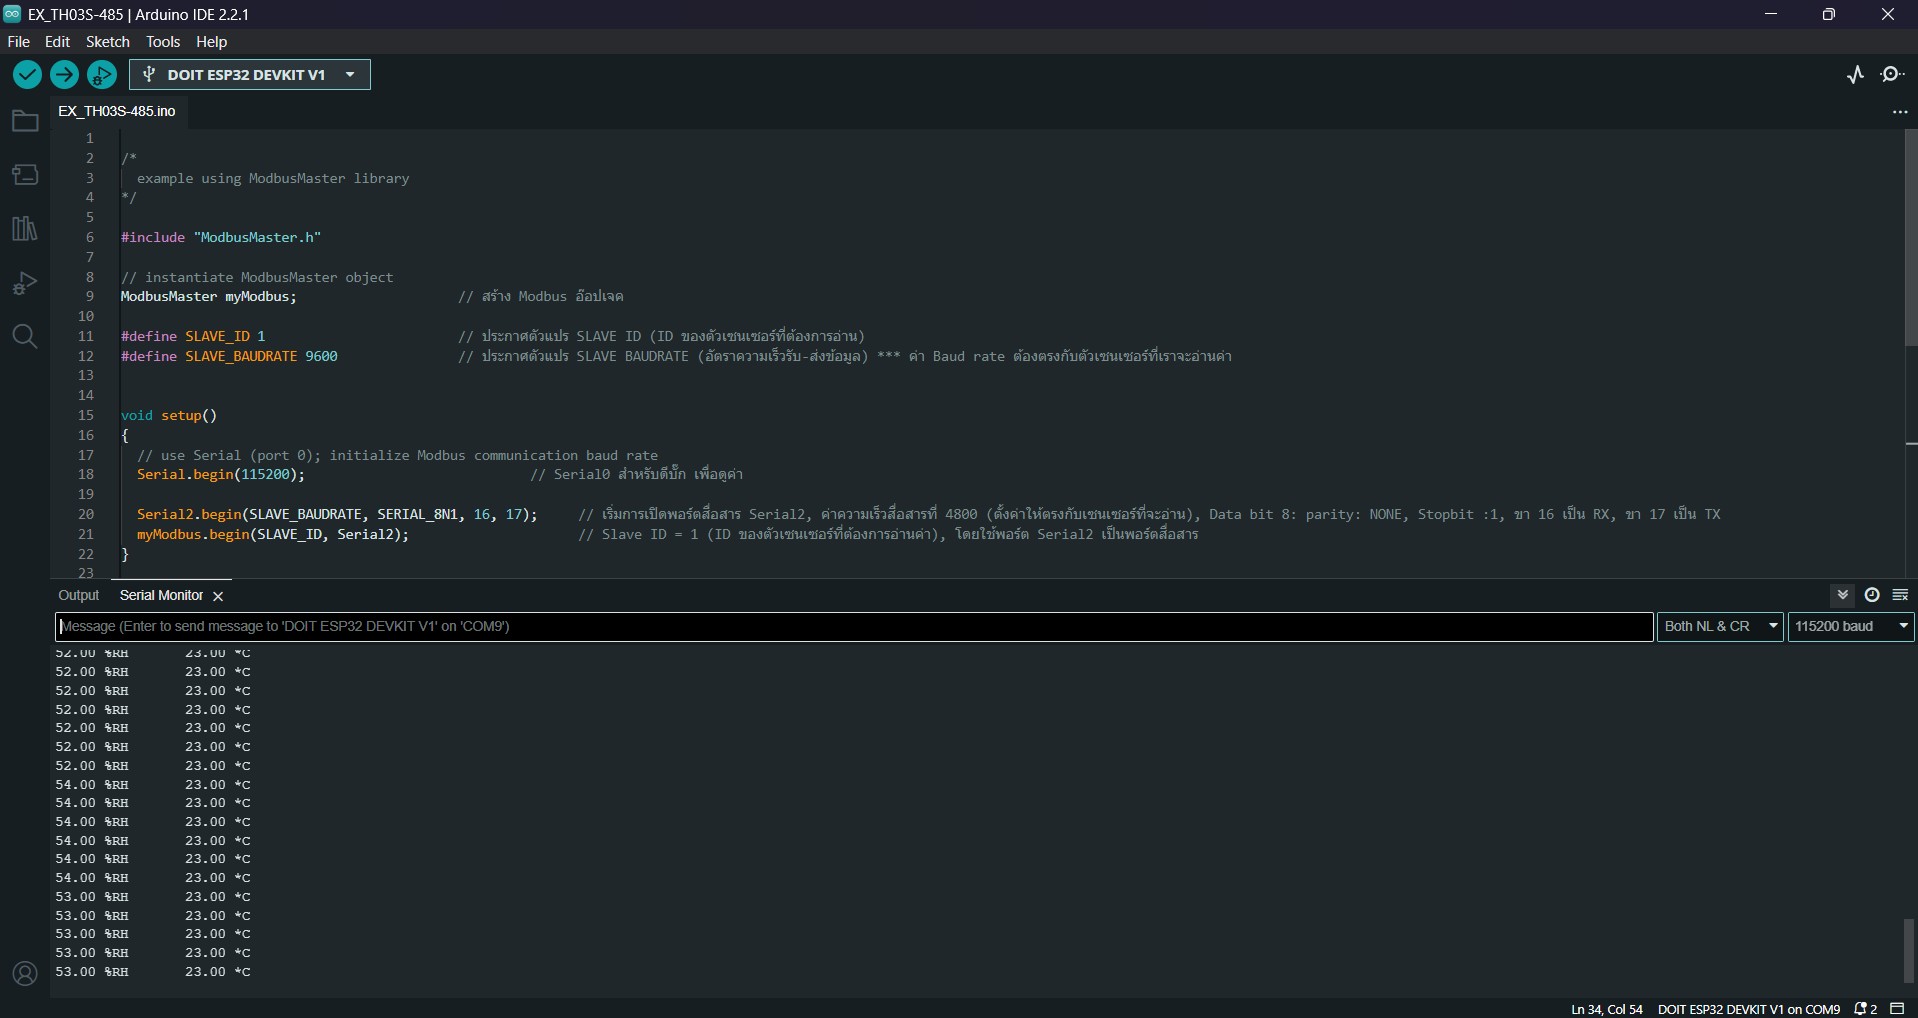 EX_TH03S-485 | Arduino IDE 2.2.1
File Edit Sketch Tools Help
DOIT ESP32 DEVKIT V1
EX_TH03S-485.ino
1
2 /*
3 example using ModbusMaster library
4 */
5
6 #include "ModbusMaster.h"
7
8 // instantiate ModbusMaster object
9 ModbusMaster myModbus; // สร้าง Modbus อ๊อปเจค
10
11 #define SLAVE_ID 1 // ประกาศตัวแปร SLAVE ID (ID ของตัวเซนเซอร์ที่ต้องการอ่าน)
12 #define SLAVE_BAUDRATE 9600 // ประกาศตัวแปร SLAVE BAUDRATE (อัตราความเร็วรับ-ส่งข้อมูล) *** ค่า Baud rate ต้องตรงกับตัวเซนเซอร์ที่เราจะอ่านค่า
13
14
15 void setup()
16 {
17 // use Serial (port 0); initialize Modbus communication baud rate
18 Serial.begin(115200); // Serial0 สำหรับดีบั๊ก เพื่อดูค่า
19
20 Serial2.begin(SLAVE_BAUDRATE, SERIAL_8N1, 16, 17); // เริ่มการเปิดพอร์ตสื่อสาร Serial2, ค่าความเร็วสื่อสารที่ 4800 (ตั้งค่าให้ตรงกับเซนเซอร์ที่จะอ่าน), Data bit 8: parity: NONE, Stopbit :1, ขา 16 เป็น RX, ขา 17 เป็น TX
21 myModbus.begin(SLAVE_ID, Serial2); // Slave ID = 1 (ID ของตัวเซนเซอร์ที่ต้องการอ่านค่า), โดยใช้พอร์ต Serial2 เป็นพอร์ตสื่อสาร
22 }
23
Output Serial Monitor
Message (Enter to send message to 'DOIT ESP32 DEVKIT V1' on 'COM9') Both NL & CR 115200 baud
52.00 %RH 23.00 *C
52.00 %RH 23.00 *C
52.00 %RH 23.00 *C
52.00 %RH 23.00 *C
52.00 %RH 23.00 *C
52.00 %RH 23.00 *C
52.00 %RH 23.00 *C
54.00 %RH 23.00 *C
54.00 %RH 23.00 *C
54.00 %RH 23.00 *C
54.00 %RH 23.00 *C
54.00 %RH 23.00 *C
54.00 %RH 23.00 *C
53.00 %RH 23.00 *C
53.00 %RH 23.00 *C
53.00 %RH 23.00 *C
53.00 %RH 23.00 *C
53.00 %RH 23.00 *C
Ln 34, Col 54 DOIT ESP32 DEVKIT V1 on COM9 2